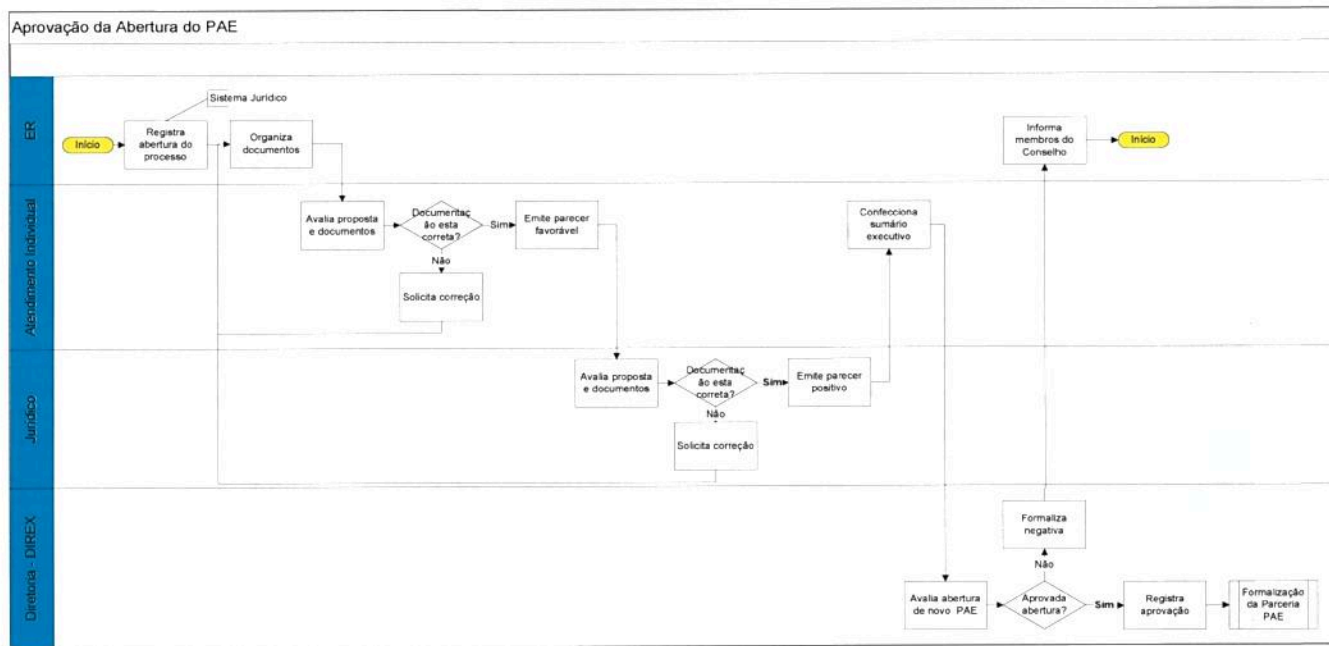 Aprovação da Abertura do PAE
ER
Sistema Jurídico
Início
Registra
abertura do
processo
Organiza
documentos
Informa
membros do
Conselho
Início
Atendimento Individual
Avalia proposta
e documentos
Documentaç
ão esta
correta?
Sim
Emite parecer
favorável
Não
Solicita correção
Confecciona
sumário
executivo
Jurídico
Avalia proposta
e documentos
Documentaç
ão esta
correta?
Sim
Emite parecer
positivo
Não
Solicita correção
Diretoria - DIREX
Formaliza
negativa
Não
Avalia abertura
de novo PAE
Aprovada
abertura?
Sim
Registra
aprovação
Formalização
da Parceria
PAE